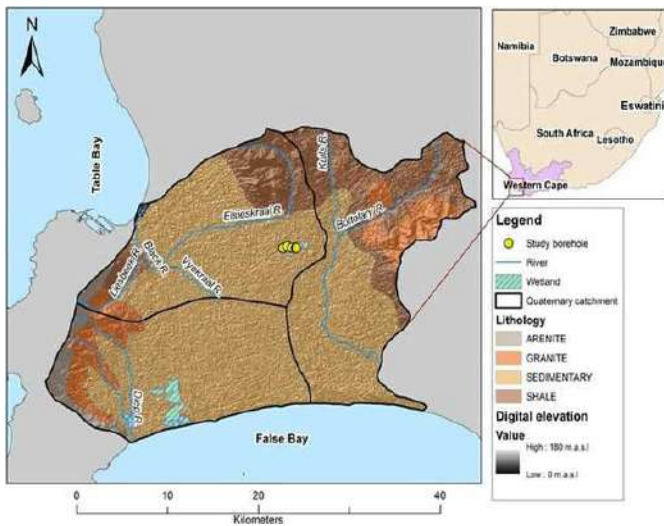 N
Table Bay
Kuils R.
Elsieskraal R.
Bottelary R.
Black R.
Vygekraal R.
Diep R.
False Bay
0 10 20 40
Kilometers
Zimbabwe
Namibia
Botswana
Mozambique
Eswatini
South Africa
Lesotho
Western Cape
Legend
Study borehole
River
Wetland
Quaternary catchment
Lithology
ARENITE
GRANITE
SEDIMENTARY
SHALE
Digital elevation
Value
High : 180 m.a.s.l
Low : 0 m.a.s.l